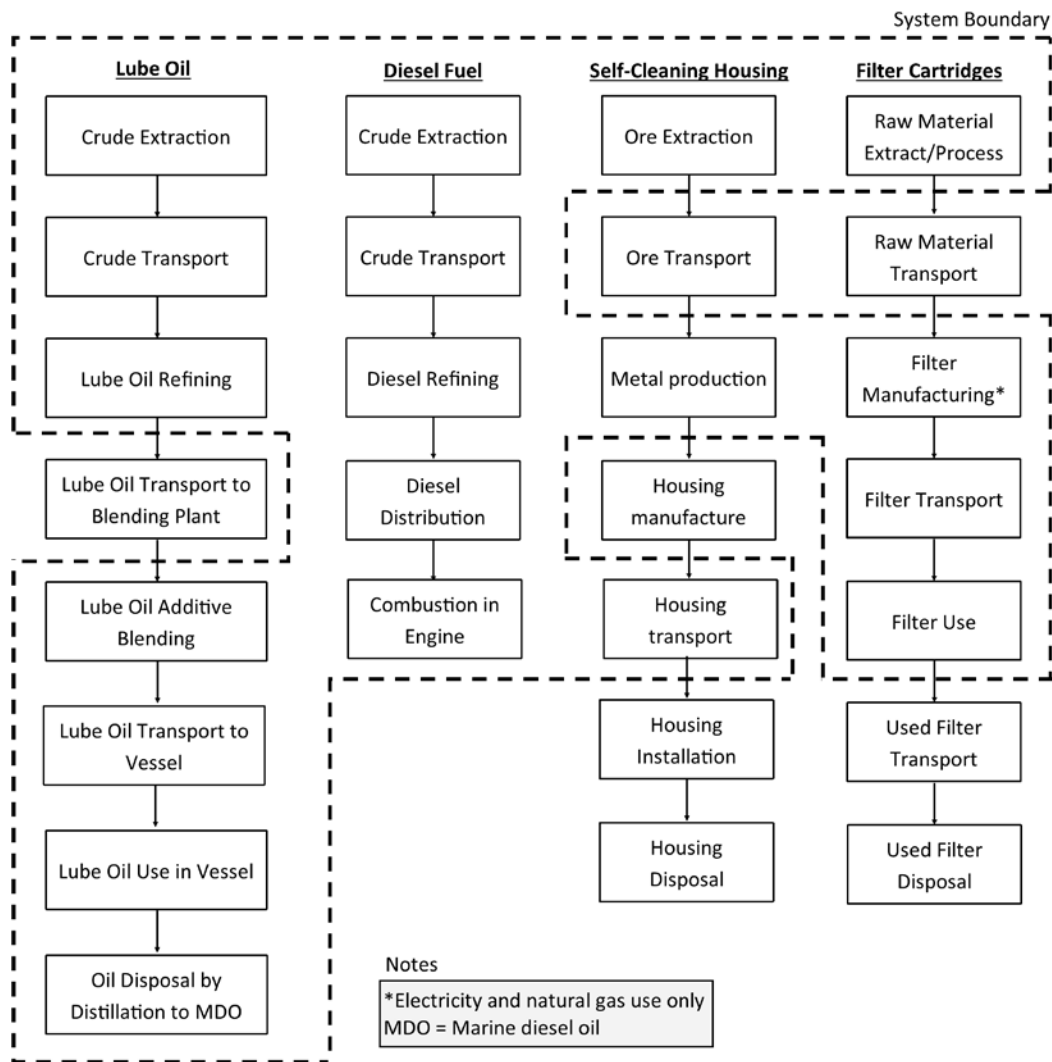 System Boundary
Lube Oil
Crude Extraction
Crude Transport
Lube Oil Refining
Lube Oil Transport to
Blending Plant
Lube Oil Additive
Blending
Lube Oil Transport to
Vessel
Lube Oil Use in Vessel
Oil Disposal by
Distillation to MDO
Diesel Fuel
Crude Extraction
Crude Transport
Diesel Refining
Diesel
Distribution
Combustion in
Engine
Self-Cleaning Housing
Ore Extraction
Ore Transport
Metal production
Housing
manufacture
Housing
transport
Housing
Installation
Housing
Disposal
Filter Cartridges
Raw Material
Extract/Process
Raw Material
Transport
Filter
Manufacturing*
Filter Transport
Filter Use
Used Filter
Transport
Used Filter
Disposal
Notes
*Electricity and natural gas use only
MDO = Marine diesel oil